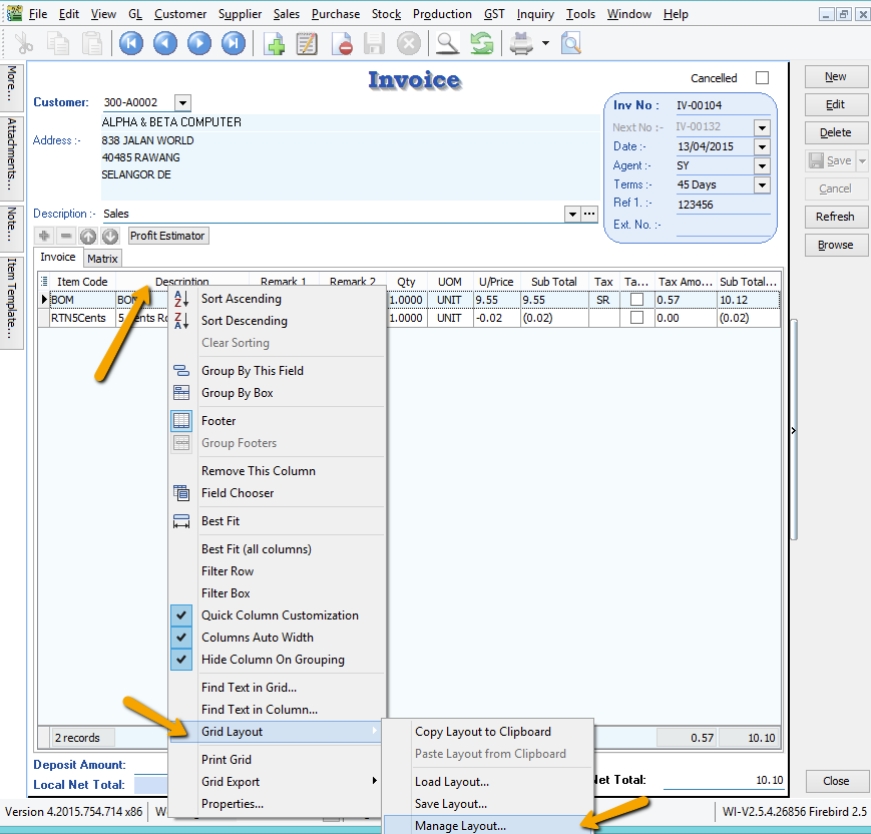 File Edit View GL Customer Supplier Sales Purchase Stock Production GST Inquiry Tools Window Help
More...
Attachments...
Note...
Item Template...
Invoice
Cancelled
Customer: 300-A0002
ALPHA & BETA COMPUTER
Address :- 838 JALAN WORLD
40485 RAWANG
SELANGOR DE
Description :- Sales
Inv No : IV-00104
Next No :- IV-00132
Date :- 13/04/2015
Agent :- SY
Terms :- 45 Days
Ref 1. :- 123456
Ext. No. :-
New
Edit
Delete
Save
Cancel
Refresh
Browse
Profit Estimator
Invoice Matrix
Item Code Description Remark 1 Remark 2 Qty UOM U/Price Sub Total Tax Ta... Tax Amo... Sub Total...
BOM 1.0000 UNIT 9.55 9.55 SR 0.57 10.12
RTN5Cents 1.0000 UNIT -0.02 (0.02) 0.00 (0.02)
Sort Ascending
Sort Descending
Clear Sorting
Group By This Field
Group By Box
Footer
Group Footers
Remove This Column
Field Chooser
Best Fit
Best Fit (all columns)
Filter Row
Filter Box
Quick Column Customization
Columns Auto Width
Hide Column On Grouping
Find Text in Grid...
Find Text in Column...
Grid Layout
Print Grid
Grid Export
Properties...
Copy Layout to Clipboard
Paste Layout from Clipboard
Load Layout...
Save Layout...
Manage Layout...
2 records 0.57 10.10
Deposit Amount:
Local Net Total: Net Total: 10.10
Close
Version 4.2015.754.714 x86 WI-V2.5.4.26856 Firebird 2.5